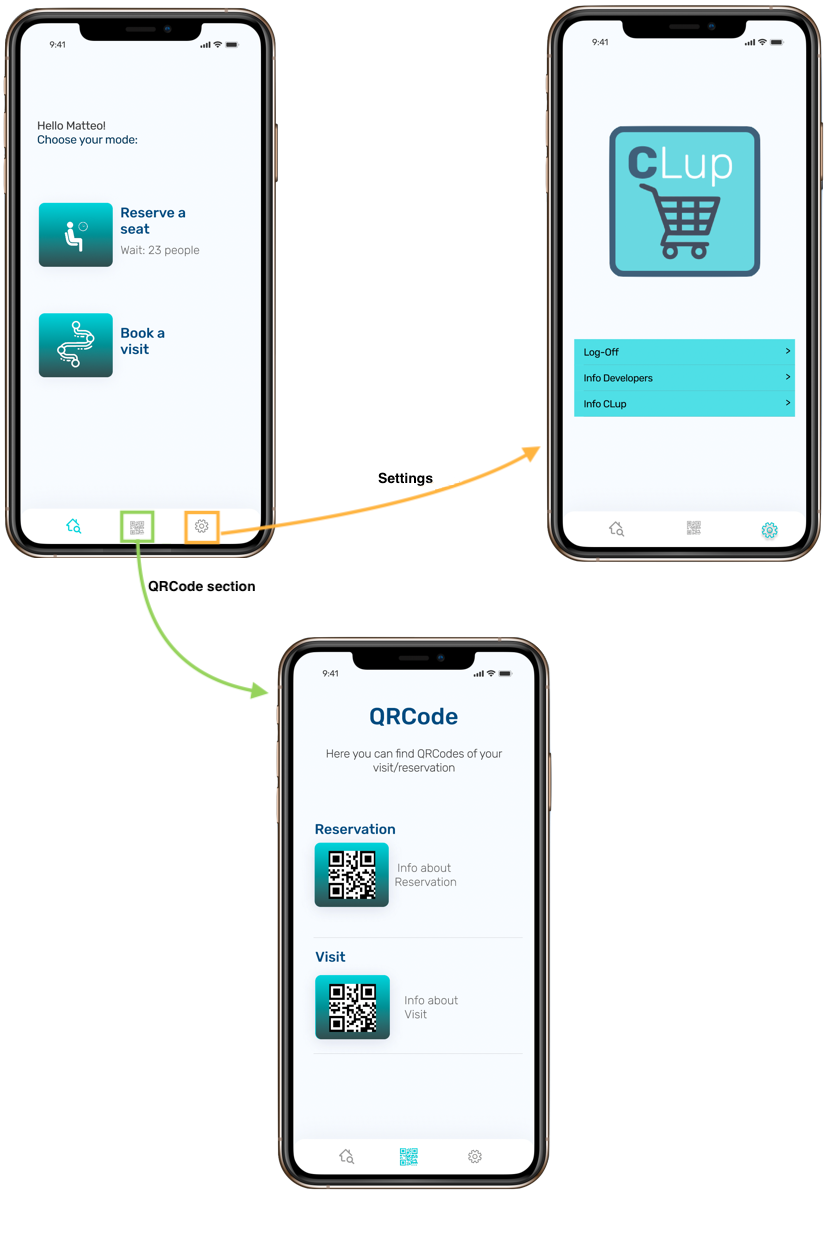 9:41
Hello Matteo!
Choose your mode:
Reserve a
seat
Wait: 23 people
Book a
visit
9:41
CLup
Log-Off >
Info Developers >
Info CLup >
Settings
QRCode section
9:41
QRCode
Here you can find QRCodes of your
visit/reservation
Reservation
Info about
Reservation
Visit
Info about
Visit